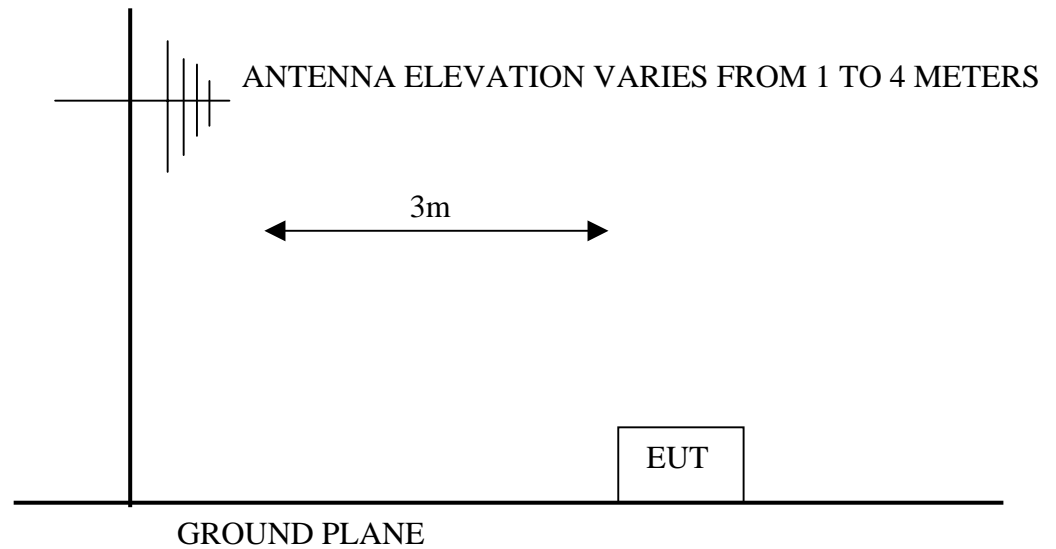 ANTENNA ELEVATION VARIES FROM 1 TO 4 METERS
3m
EUT
GROUND PLANE